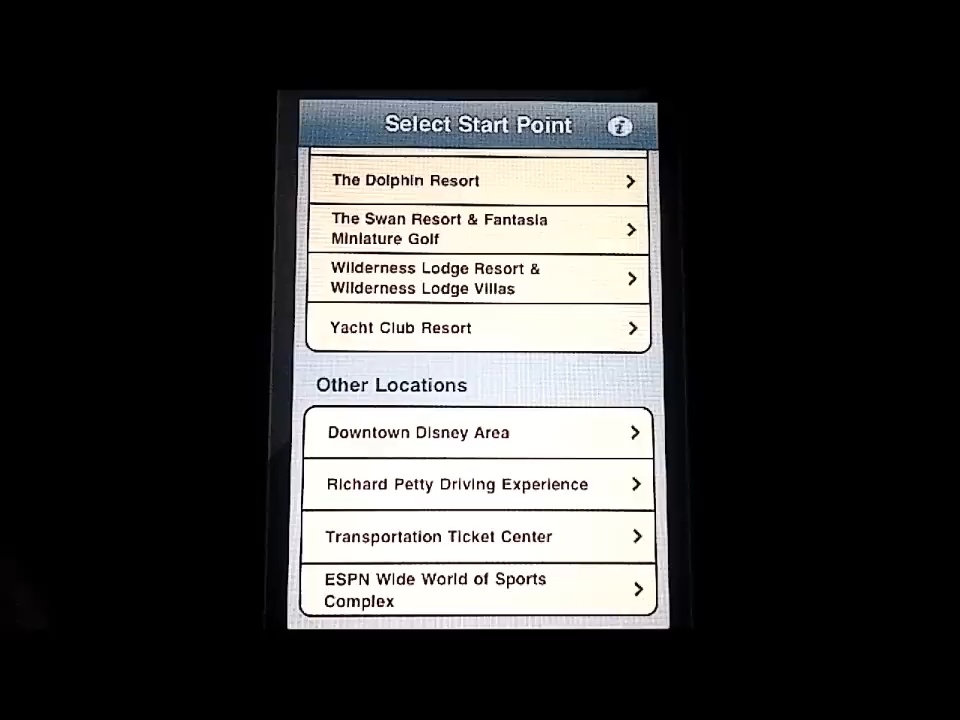 Select Start Point
The Dolphin Resort
The Swan Resort & Fantasia
Miniature Golf
Wilderness Lodge Resort &
Wilderness Lodge Villas
Yacht Club Resort
Other Locations
Downtown Disney Area
Richard Petty Driving Experience
Transportation Ticket Center
ESPN Wide World of Sports
Complex